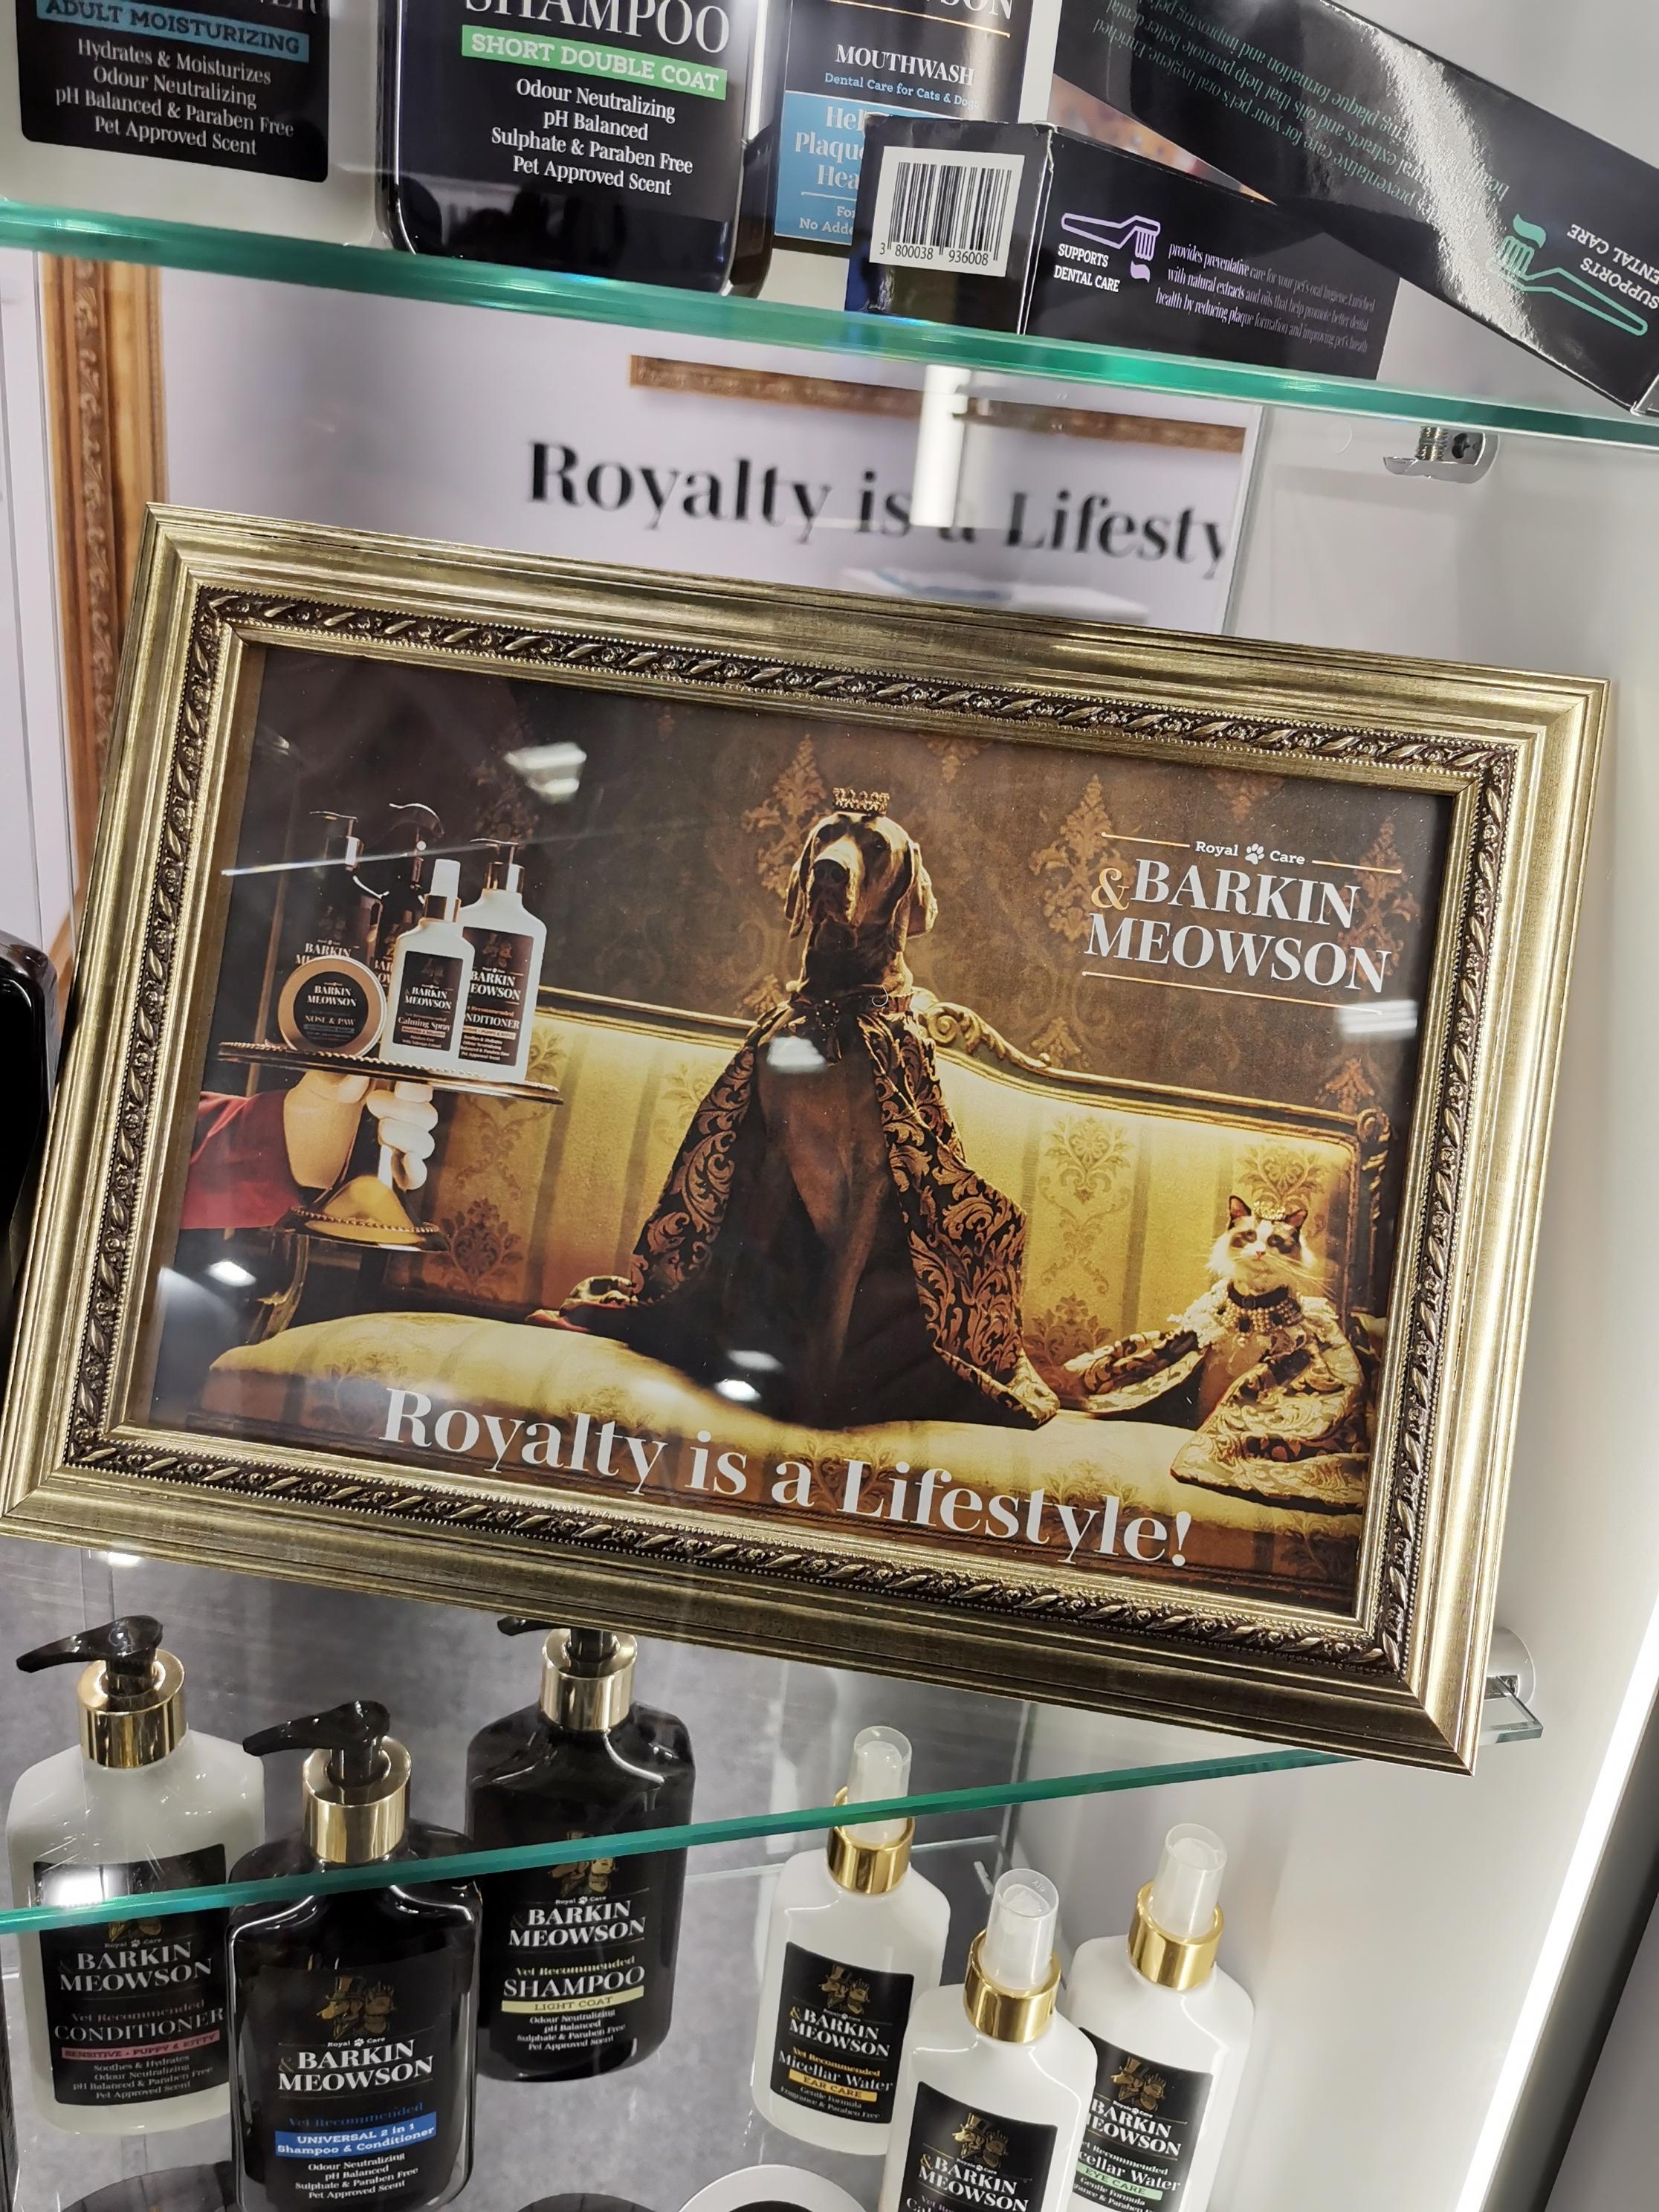 ADULT MOISTURIZING
Hydrates & Moisturizes
Odour Neutralizing
pH Balanced & Paraben Free
Pet Approved Scent
SHAMPOO
SHORT DOUBLE COAT
Odour Neutralizing
pH Balanced
Sulphate & Paraben Free
Pet Approved Scent
MOUTHWASH
Dental Care for Cats & Dogs
Plaqu
No Adde
3 800038 936008
SUPPORTS
DENTAL CARE
provides preventative care for your pet's oral hygiene. Enriched
with natural extracts and oils that help promote better dental
health by reducing plaque formation and improving pet's breath
SUPPORTS
ENTAL CARE
Royalty is a Lifesty
Royal Care
&BARKIN
MEOWSON
BARKIN
MEOWSON
NOSE & PAW
BARKIN
MEOWSON
Calming Spray
BARKIN
EOWSON
NDITIONER
Royalty is a Lifestyle!
Royal Care
BARKIN
MEOWSON
Vet Recommended
CONDITIONER
SENSITIVE • PUPPY & KITTY
Soothes & Hydrates
Odour Neutralizing
pH Balanced & Paraben Free
Pet Approved Scent
Royal Care
&BARKIN
MEOWSON
Vet Recommended
UNIVERSAL 2 in 1
Shampoo & Conditioner
Odour Neutralizing
pH Balanced
Sulphate & Paraben Free
Pet Approved Scent
Royal Care
&BARKIN
MEOWSON
Vet Recommended
SHAMPOO
LIGHT COAT
Odour Neutralizing
pH Balanced
Sulphate & Paraben Free
Pet Approved Scent
&BARKIN
MEOWSON
Vet Recommended
Micellar Water
EAR CARE
Gentle Formula
Fragrance & Paraben Free
&BARKIN
MEOWSON
BARKIN
EOWSON
et Recommended
cellar Water
EYE CARE
Gentle Formula